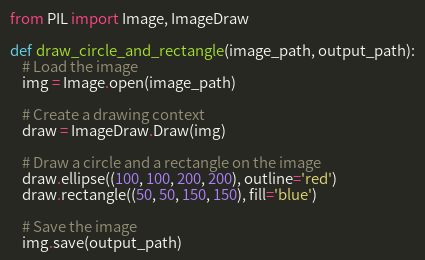 from PIL import Image, ImageDraw

def draw_circle_and_rectangle(image_path, output_path):
    # Load the image
    img = Image.open(image_path)

    # Create a drawing context
    draw = ImageDraw.Draw(img)

    # Draw a circle and a rectangle on the image
    draw.ellipse((100, 100, 200, 200), outline='red')
    draw.rectangle((50, 50, 150, 150), fill='blue')

    # Save the image
    img.save(output_path)